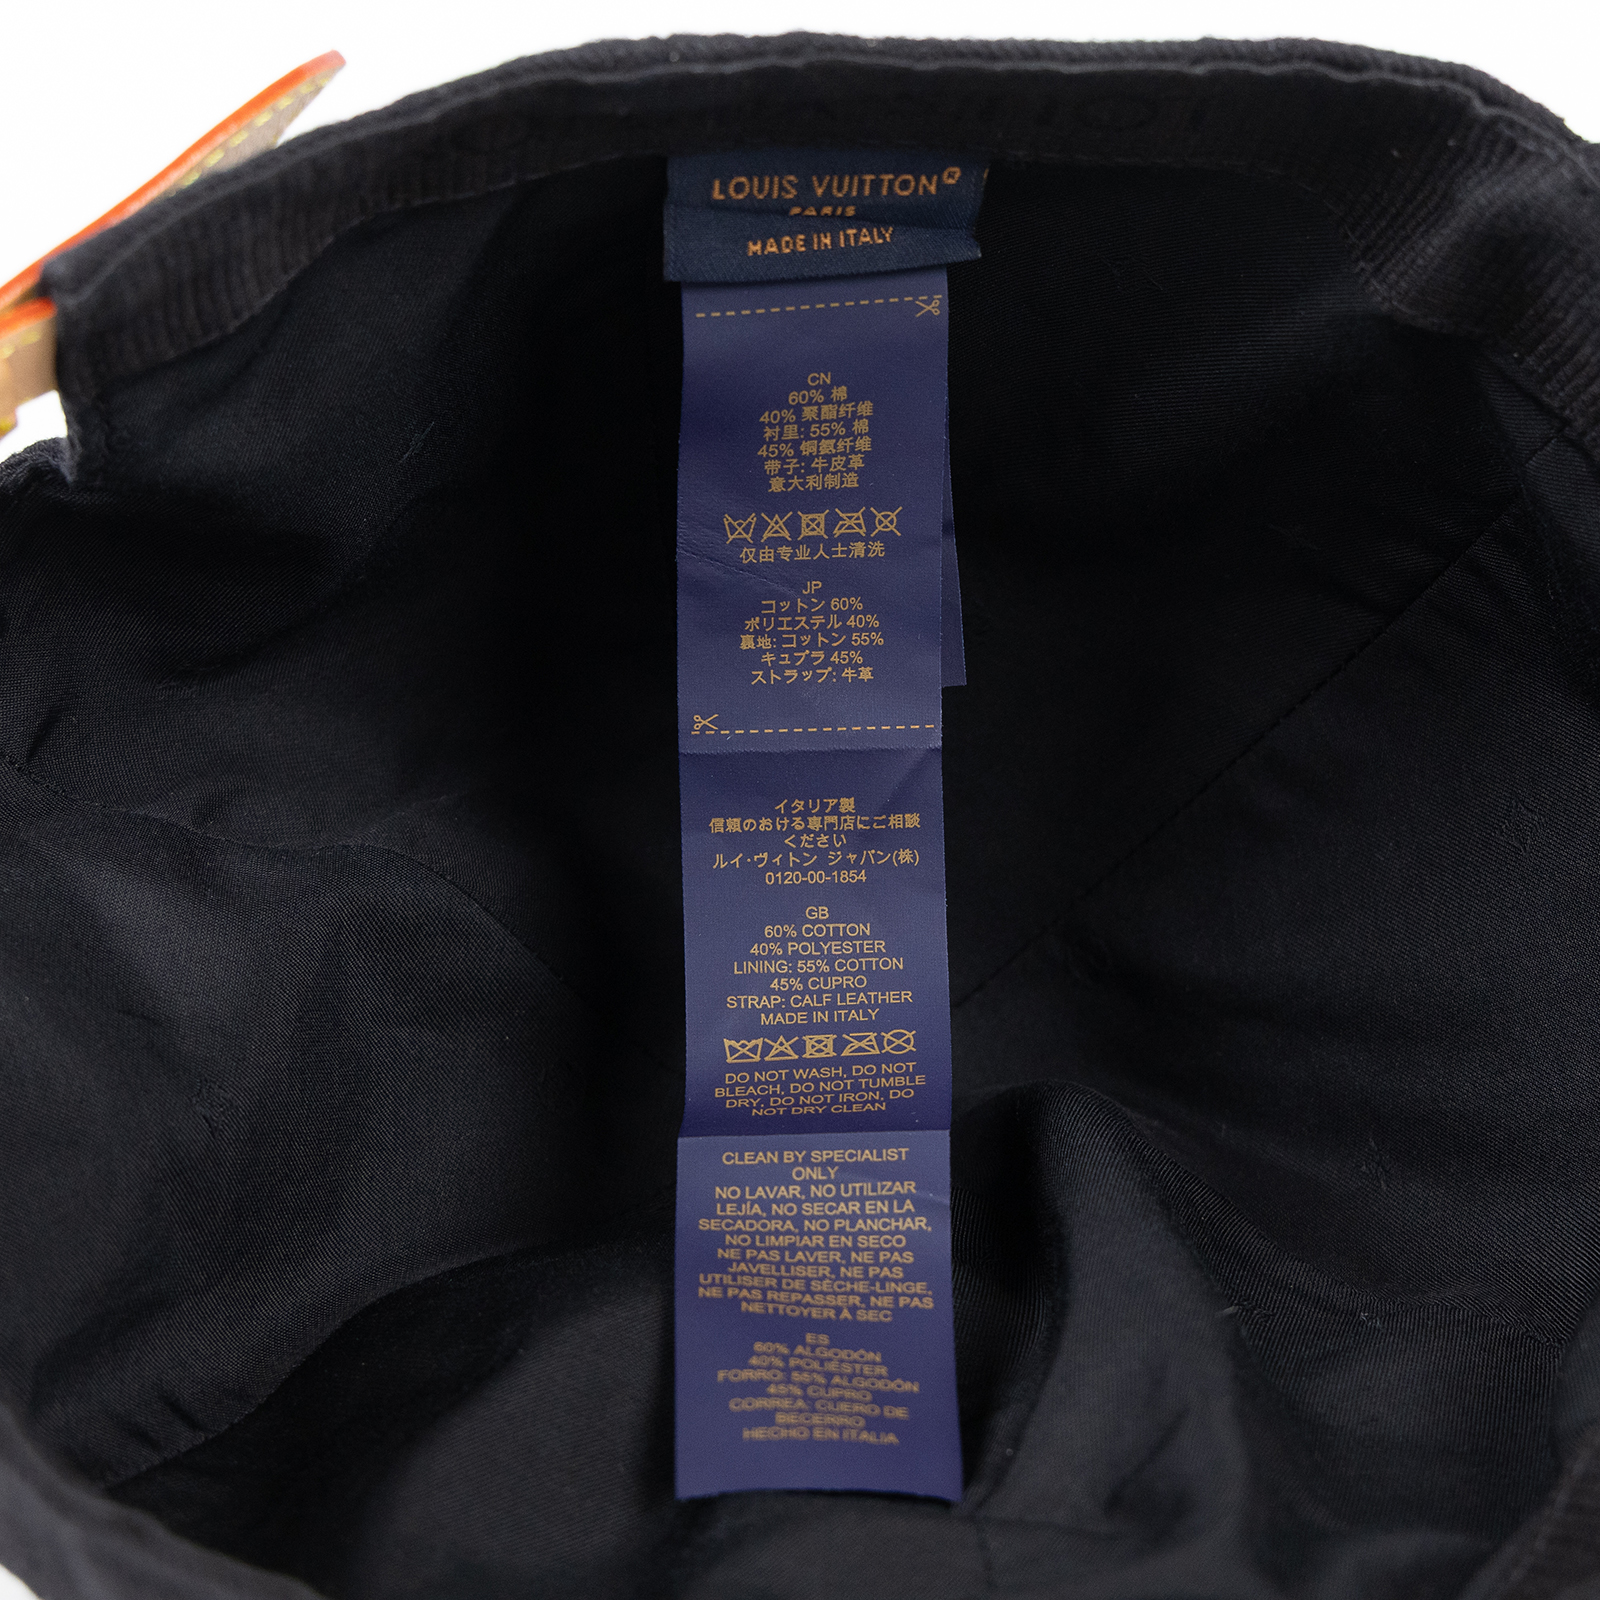 LOUIS VUITTON®
PARIS
MADE IN ITALY
CN
60% 棉
40% 聚酯纤维
衬里: 55% 棉
45% 铜氨纤维
带子: 牛皮革
意大利制造
仅由专业人士清洗
JP
コットン 60%
ポリエステル 40%
裏地: コットン 55%
キュプラ 45%
ストラップ: 牛革
イタリア製
信頼のおける専門店にご相談
ください
ルイ・ヴィトン ジャパン(株)
0120-00-1854
GB
60% COTTON
40% POLYESTER
LINING: 55% COTTON
45% CUPRO
STRAP: CALF LEATHER
MADE IN ITALY
DO NOT WASH, DO NOT
BLEACH, DO NOT TUMBLE
DRY, DO NOT IRON, DO
NOT DRY CLEAN
CLEAN BY SPECIALIST
ONLY
NO LAVAR, NO UTILIZAR
LEJÍA, NO SECAR EN LA
SECADORA, NO PLANCHAR,
NO LIMPIAR EN SECO
NE PAS LAVER, NE PAS
JAVELLISER, NE PAS
UTILISER DE SÈCHE-LINGE,
NE PAS REPASSER, NE PAS
NETTOYER À SEC
ES
60% ALGODÓN
40% POLIÉSTER
FORRO: 55% ALGODÓN
45% CUPRO
CORREA: CUERO DE
BECERRO
HECHO EN ITALIA